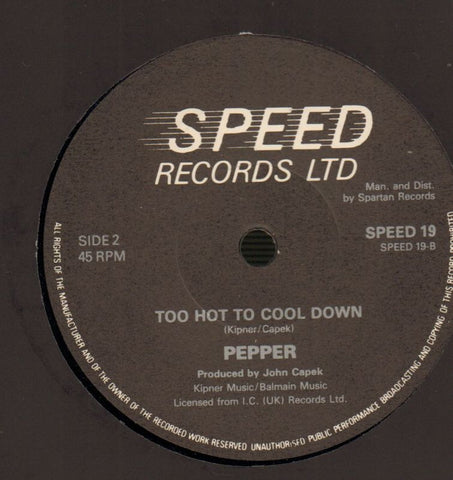 SPEED
RECORDS LTD
Man. and Dist.
by Spartan Records
SIDE 2
45 RPM
SPEED 19
SPEED 19-B
TOO HOT TO COOL DOWN
(Kipner/Capek)
PEPPER
Produced by John Capek
Kipner Music/Balmain Music
Licensed from I.C. (UK) Records Ltd.
ALL RIGHTS OF THE MANUFACTURER AND OF THE OWNER OF THE RECORDED WORK RESERVED UNAUTHORISED PUBLIC PERFORMANCE BROADCASTING AND COPYING OF THIS RECORD PROHIBITED